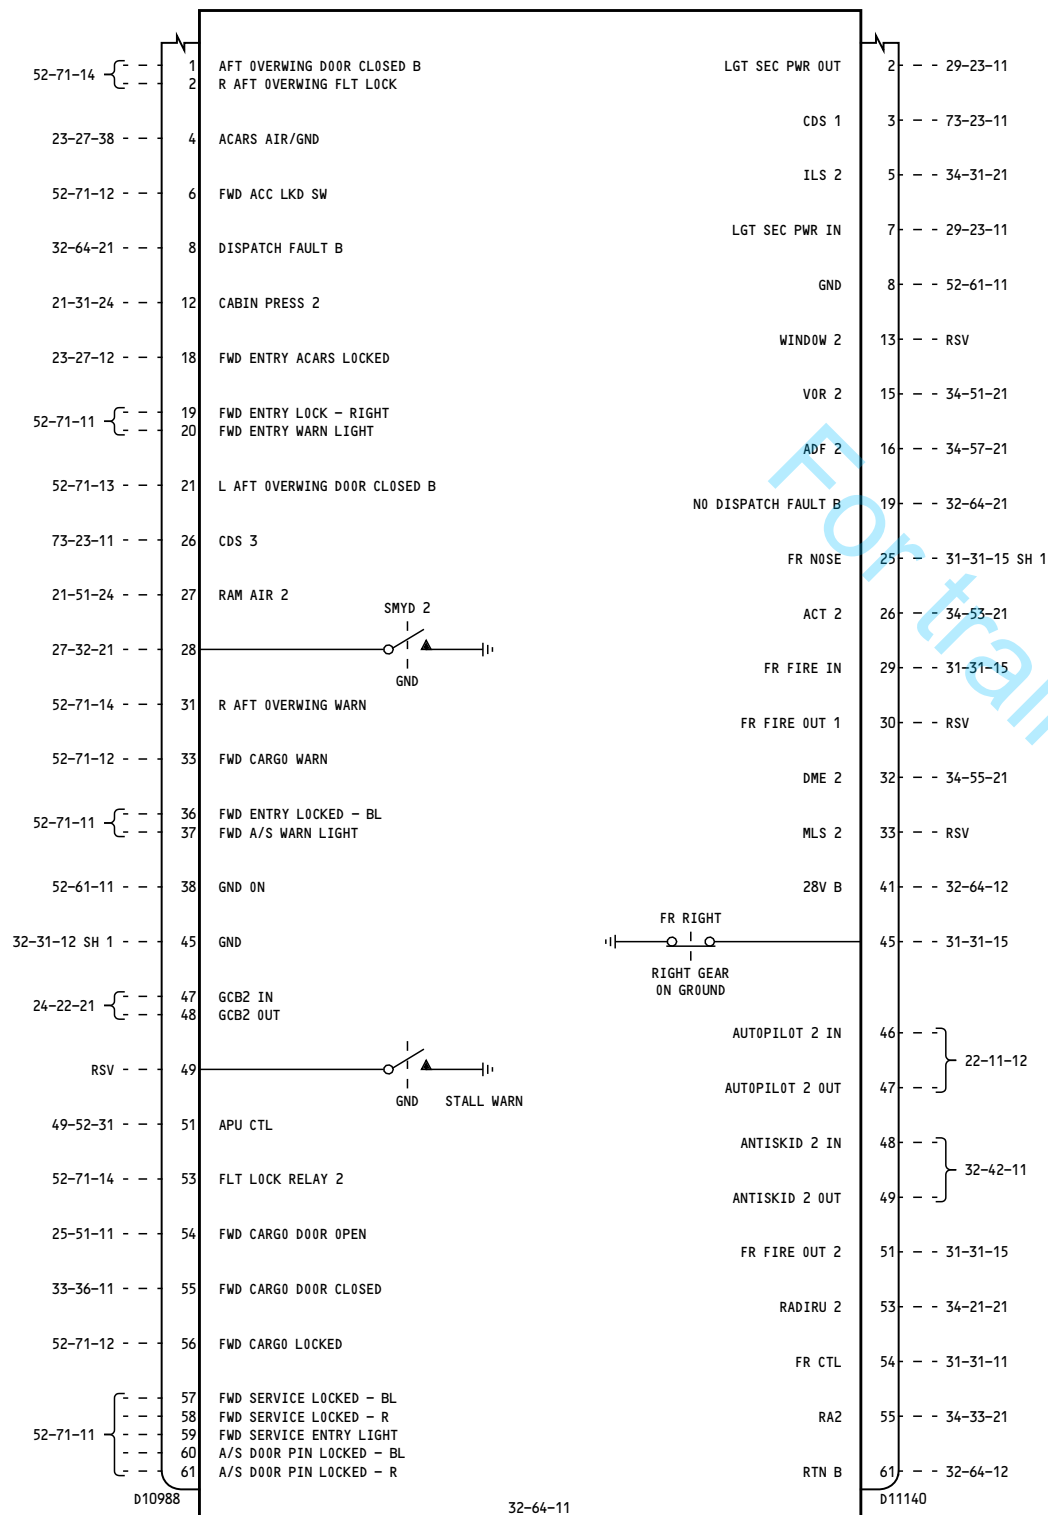 52-71-14
1 AFT OVERWING DOOR CLOSED B
2 R AFT OVERWING FLT LOCK
23-27-38 4 ACARS AIR/GND
52-71-12 6 FWD ACC LKD SW
32-64-21 8 DISPATCH FAULT B
21-31-24 12 CABIN PRESS 2
23-27-12 18 FWD ENTRY ACARS LOCKED
52-71-11
19 FWD ENTRY LOCK - RIGHT
20 FWD ENTRY WARN LIGHT
52-71-13 21 L AFT OVERWING DOOR CLOSED B
73-23-11 26 CDS 3
21-51-24 27 RAM AIR 2
SMYD 2
27-32-21 28
GND
52-71-14 31 R AFT OVERWING WARN
52-71-12 33 FWD CARGO WARN
52-71-11
36 FWD ENTRY LOCKED - BL
37 FWD A/S WARN LIGHT
52-61-11 38 GND ON
32-31-12 SH 1 45 GND
24-22-21
47 GCB2 IN
48 GCB2 OUT
RSV 49
GND STALL WARN
49-52-31 51 APU CTL
52-71-14 53 FLT LOCK RELAY 2
25-51-11 54 FWD CARGO DOOR OPEN
33-36-11 55 FWD CARGO DOOR CLOSED
52-71-12 56 FWD CARGO LOCKED
52-71-11
57 FWD SERVICE LOCKED - BL
58 FWD SERVICE LOCKED - R
59 FWD SERVICE ENTRY LIGHT
60 A/S DOOR PIN LOCKED - BL
61 A/S DOOR PIN LOCKED - R
D10988
LGT SEC PWR OUT 2 29-23-11
CDS 1 3 73-23-11
ILS 2 5 34-31-21
LGT SEC PWR IN 7 29-23-11
GND 8 52-61-11
WINDOW 2 13 RSV
VOR 2 15 34-51-21
ADF 2 16 34-57-21
NO DISPATCH FAULT B 19 32-64-21
FR NOSE 25 31-31-15 SH 1
ACT 2 26 34-53-21
FR FIRE IN 29 31-31-15
FR FIRE OUT 1 30 RSV
DME 2 32 34-55-21
MLS 2 33 RSV
28V B 41 32-64-12
FR RIGHT
45 31-31-15
RIGHT GEAR
ON GROUND
AUTOPILOT 2 IN 46
22-11-12
AUTOPILOT 2 OUT 47
ANTISKID 2 IN 48
32-42-11
ANTISKID 2 OUT 49
FR FIRE OUT 2 51 31-31-15
RADIRU 2 53 34-21-21
FR CTL 54 31-31-11
RA2 55 34-33-21
RTN B 61 32-64-12
D11140
32-64-11
For